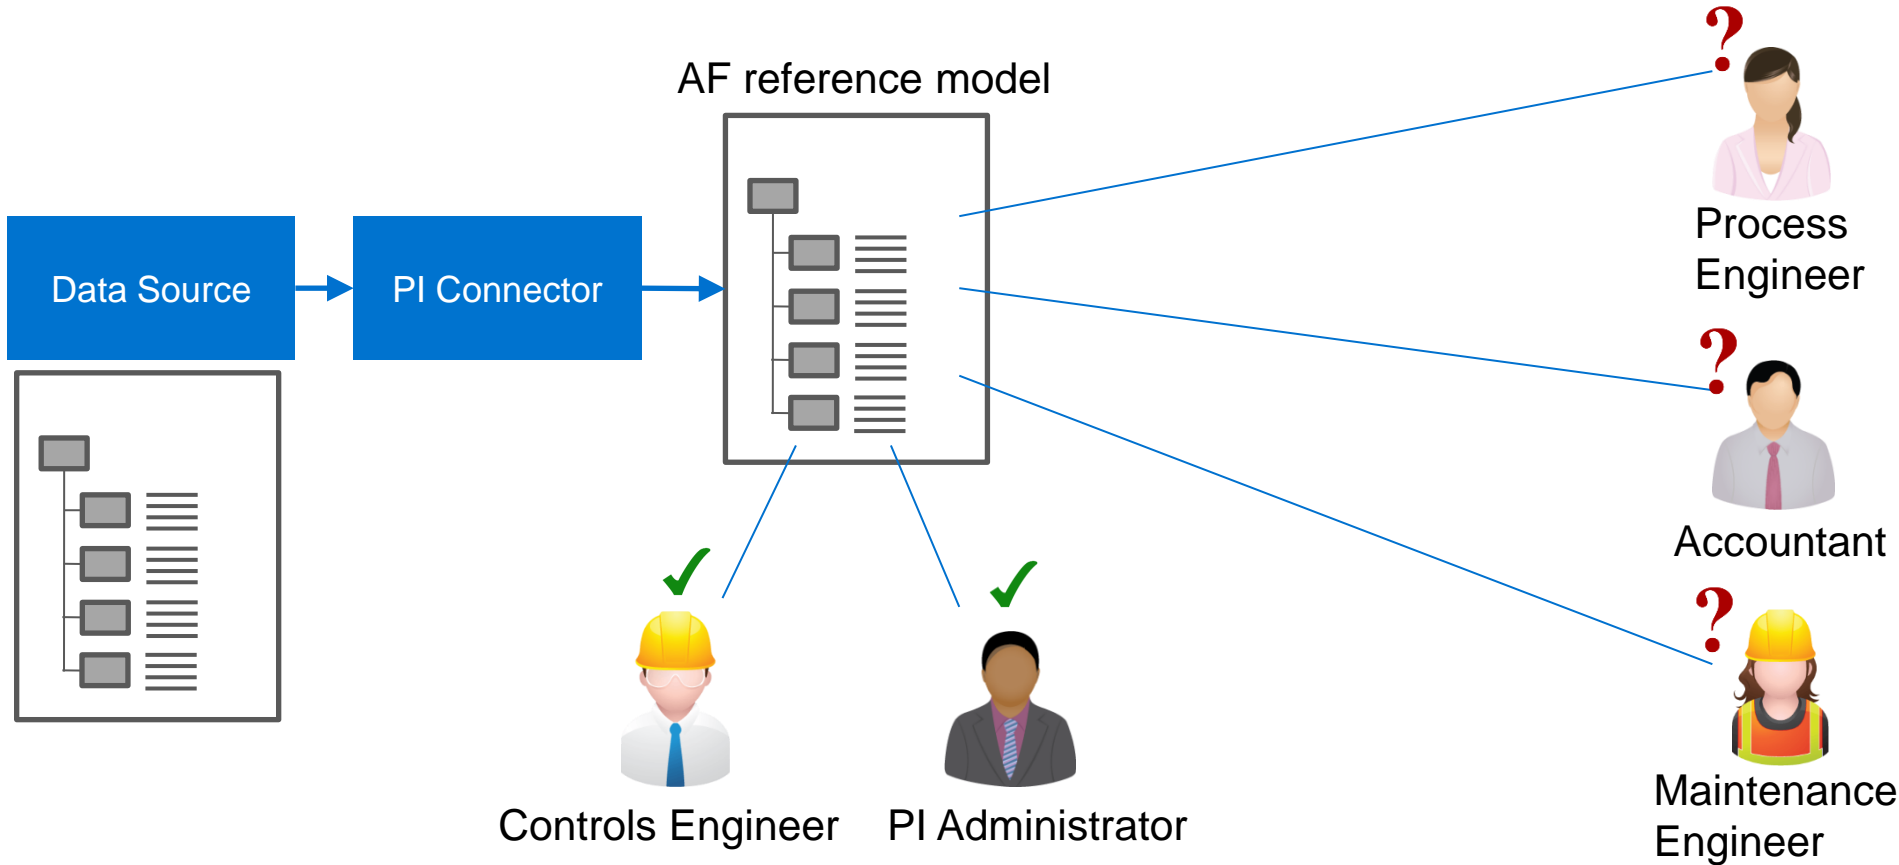 AF reference model
Data Source
PI Connector
?
Process
Engineer
?
Accountant
?
Maintenance
Engineer
Controls Engineer
PI Administrator